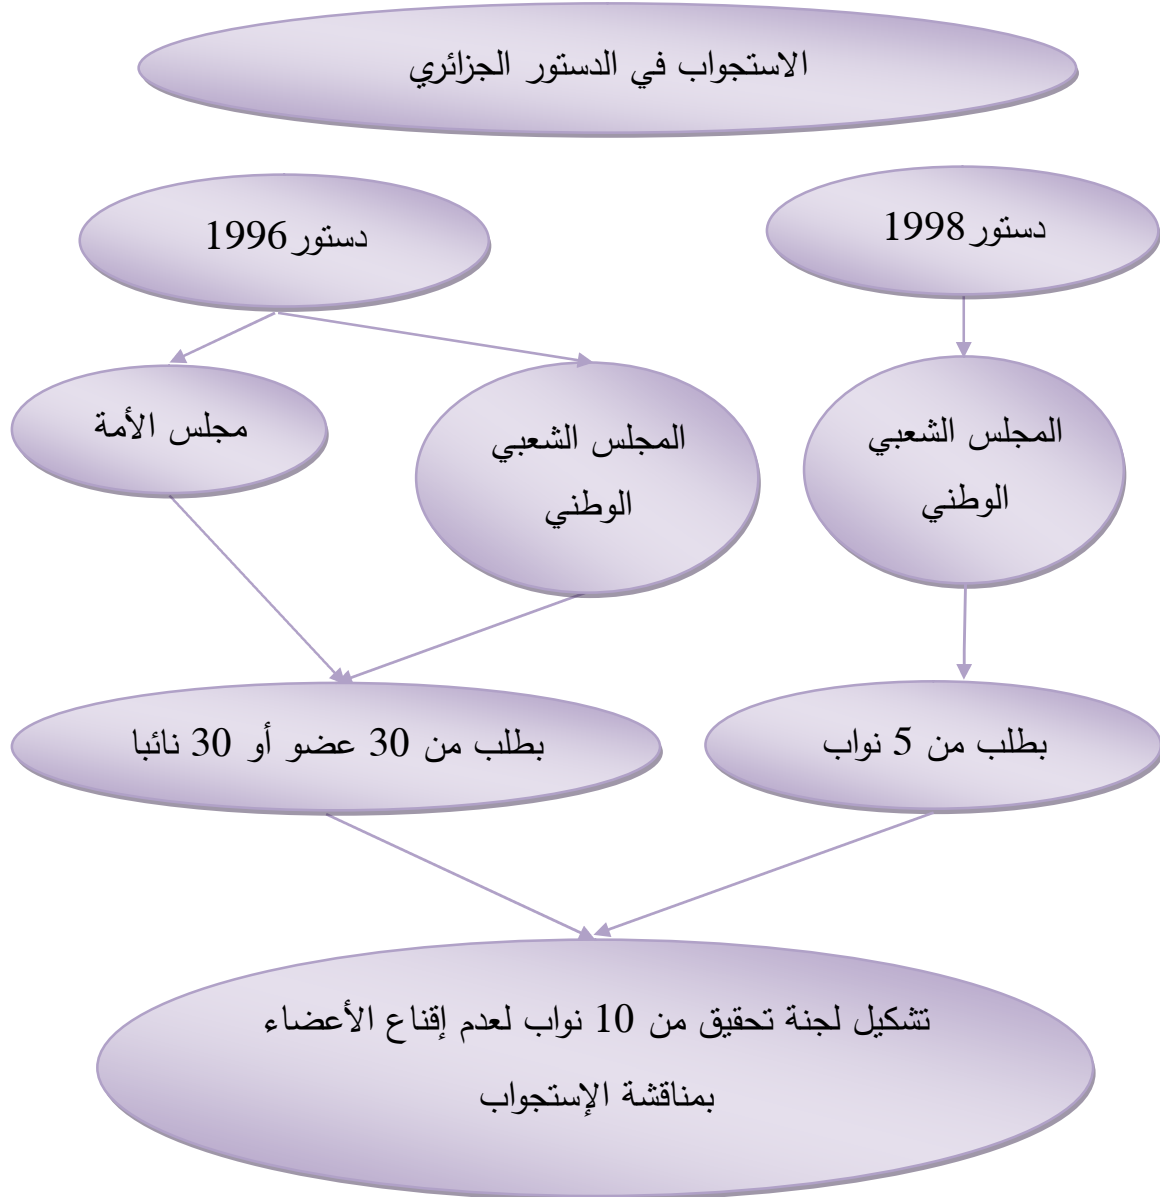 الاستجواب في الدستور الجزائري
دستور 1998
دستور 1996
المجلس الشعبي
الوطني
المجلس الشعبي
الوطني
مجلس الأمة
بطلب من 5 نواب
بطلب من 30 عضو أو 30 نائبا
تشكيل لجنة تحقيق من 10 نواب لعدم إقناع الأعضاء
بمناقشة الإستجواب